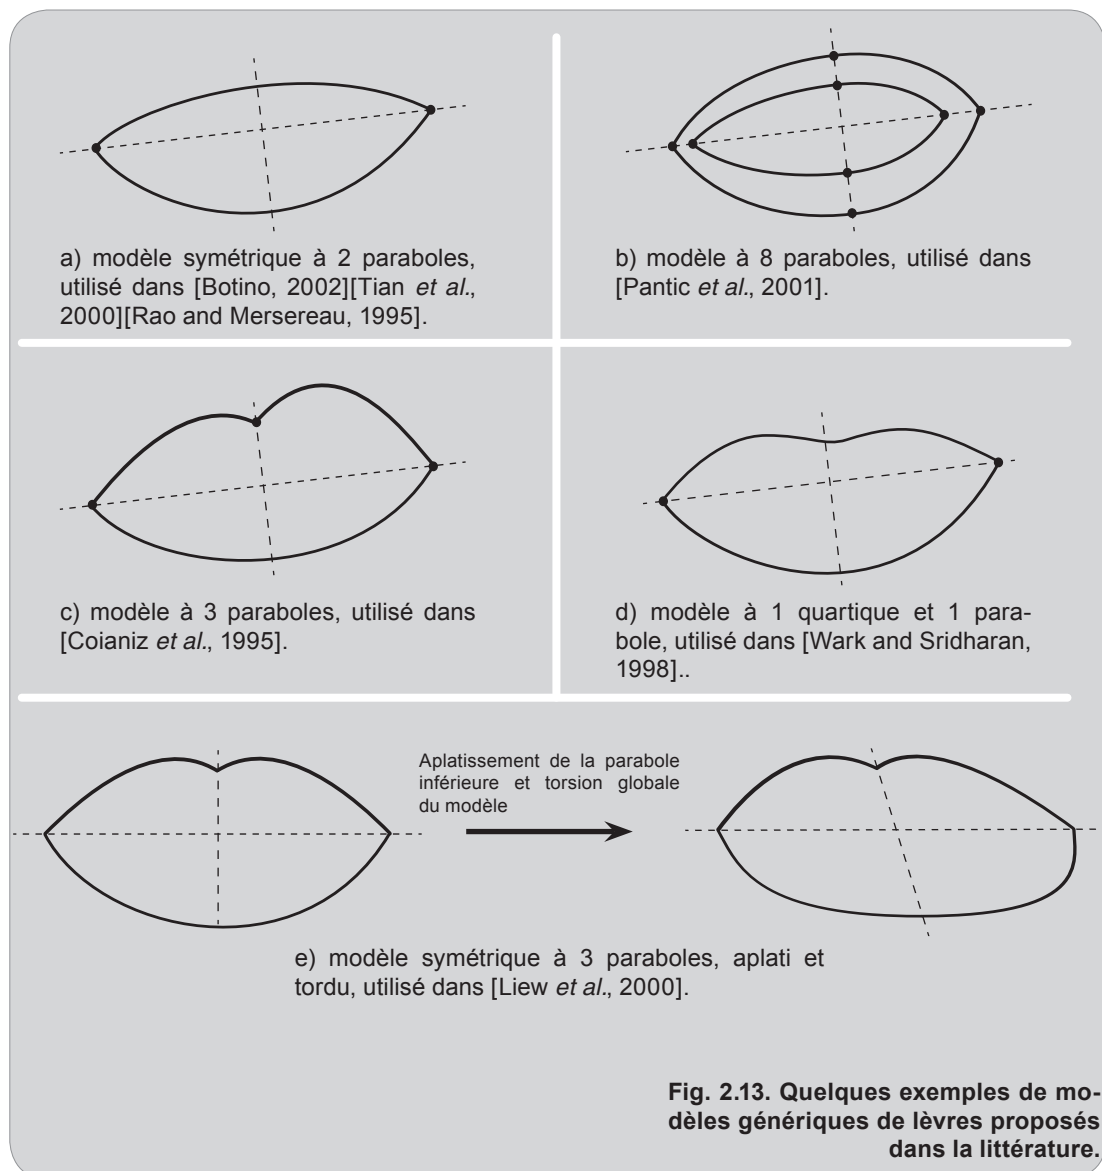 a) modèle symétrique à 2 paraboles,
utilisé dans [Botino, 2002][Tian et al.,
2000][Rao and Mersereau, 1995].
b) modèle à 8 paraboles, utilisé dans
[Pantic et al., 2001].
c) modèle à 3 paraboles, utilisé dans
[Coianiz et al., 1995].
d) modèle à 1 quartique et 1 para-
bole, utilisé dans [Wark and Sridharan,
1998]..
Aplatissement de la parabole
inférieure et torsion globale
du modèle
e) modèle symétrique à 3 paraboles, aplati et
tordu, utilisé dans [Liew et al., 2000].
Fig. 2.13. Quelques exemples de mo-
dèles génériques de lèvres proposés
dans la littérature.